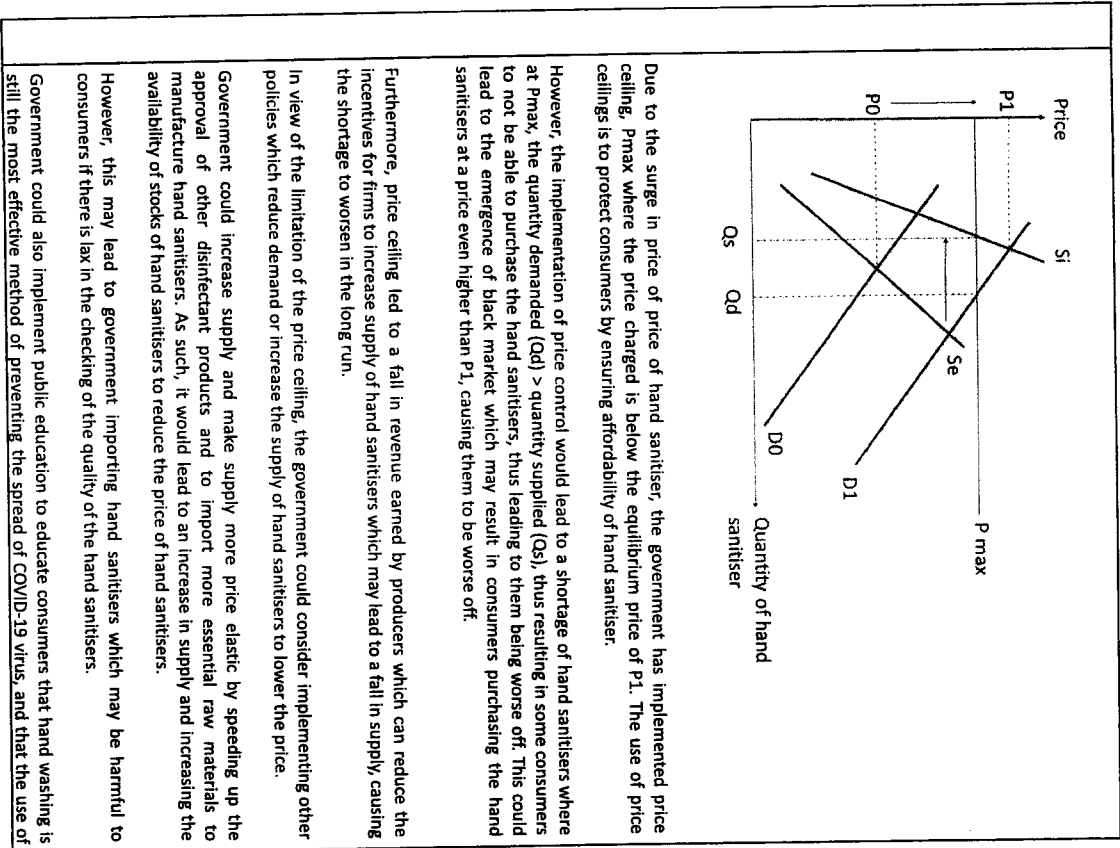 Price
P1
P0
Si
Se
P max
D1
D0
Qs
Qd
Quantity of hand
sanitiser
Due to the surge in price of price of hand sanitiser, the government has implemented price
ceiling, Pmax where the price charged is below the equilibrium price of P1. The use of price
ceilings is to protect consumers by ensuring affordability of hand sanitiser.
However, the implementation of price control would lead to a shortage of hand sanitisers where
at Pmax, the quantity demanded (Qd) > quantity supplied (Qs), thus resulting in some consumers
to not be able to purchase the hand sanitisers, thus leading to them being worse off. This could
lead to the emergence of black market which may result in consumers purchasing the hand
sanitisers at a price even higher than P1, causing them to be worse off.
Furthermore, price ceiling led to a fall in revenue earned by producers which can reduce the
incentives for firms to increase supply of hand sanitisers which may lead to a fall in supply, causing
the shortage to worsen in the long run.
In view of the limitation of the price ceiling, the government could consider implementing other
policies which reduce demand or increase the supply of hand sanitisers to lower the price.
Government could increase supply and make supply more price elastic by speeding up the
approval of other disinfectant products and to import more essential raw materials to
manufacture hand sanitisers. As such, it would lead to an increase in supply and increasing the
availability of stocks of hand sanitisers to reduce the price of hand sanitisers.
However, this may lead to government importing hand sanitisers which may be harmful to
consumers if there is lax in the checking of the quality of the hand sanitisers.
Government could also implement public education to educate consumers that hand washing is
still the most effective method of preventing the spread of COVID-19 virus, and that the use of